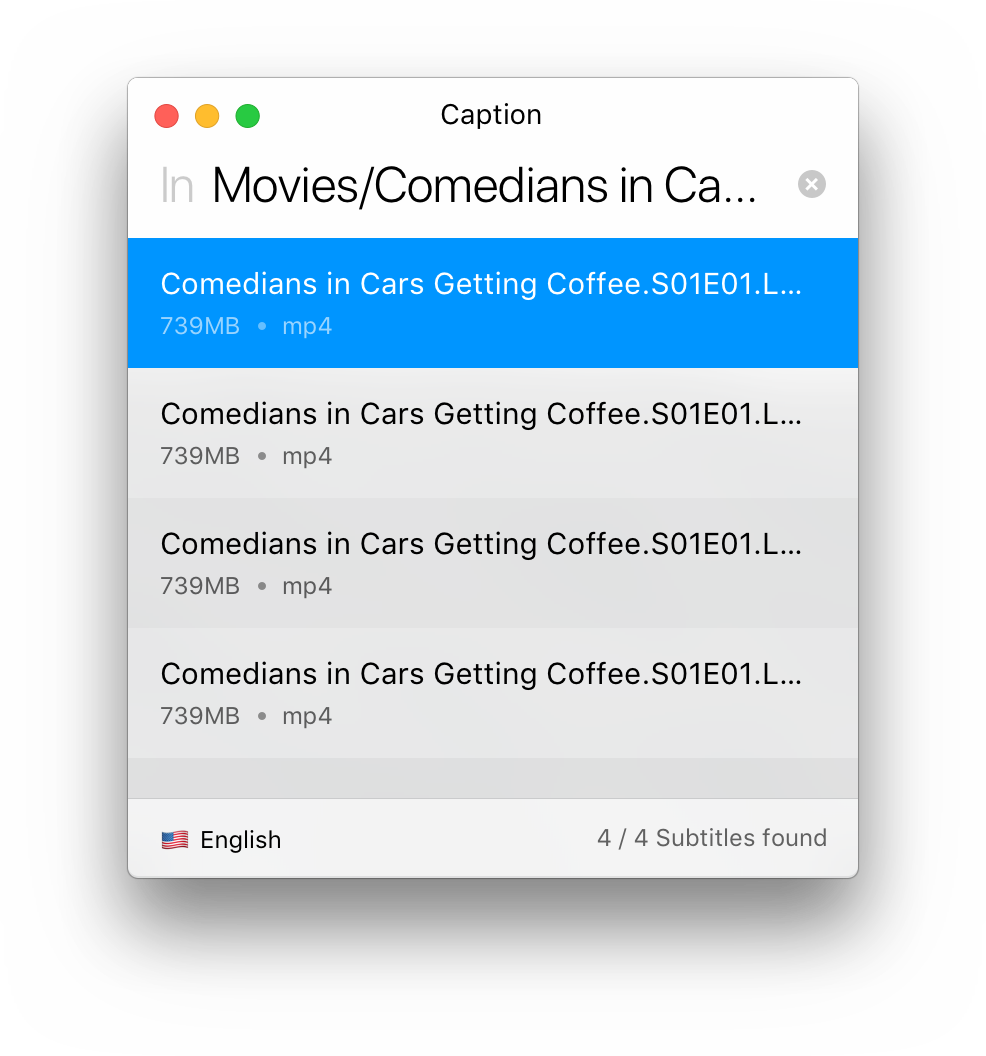 Caption
In Movies/Comedians in Ca...
Comedians in Cars Getting Coffee.S01E01.L...
739MB • mp4
Comedians in Cars Getting Coffee.S01E01.L...
739MB • mp4
Comedians in Cars Getting Coffee.S01E01.L...
739MB • mp4
Comedians in Cars Getting Coffee.S01E01.L...
739MB • mp4
🇺🇸 English 4 / 4 Subtitles found